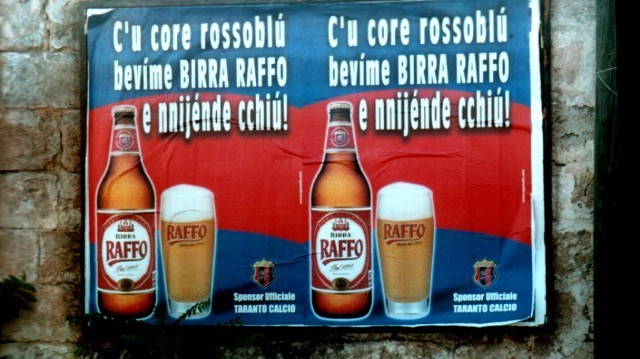 C'u core rossoblú
bevíme BIRRA RAFFO
e nnijénde cchiú!
BIRRA
RAFFO
RAFFO
Sponsor Ufficiale
TARANTO CALCIO
C'u core rossoblú
bevíme BIRRA RAFFO
e nnijénde cchiú!
BIRRA
RAFFO
RAFFO
Sponsor Ufficiale
TARANTO CALCIO